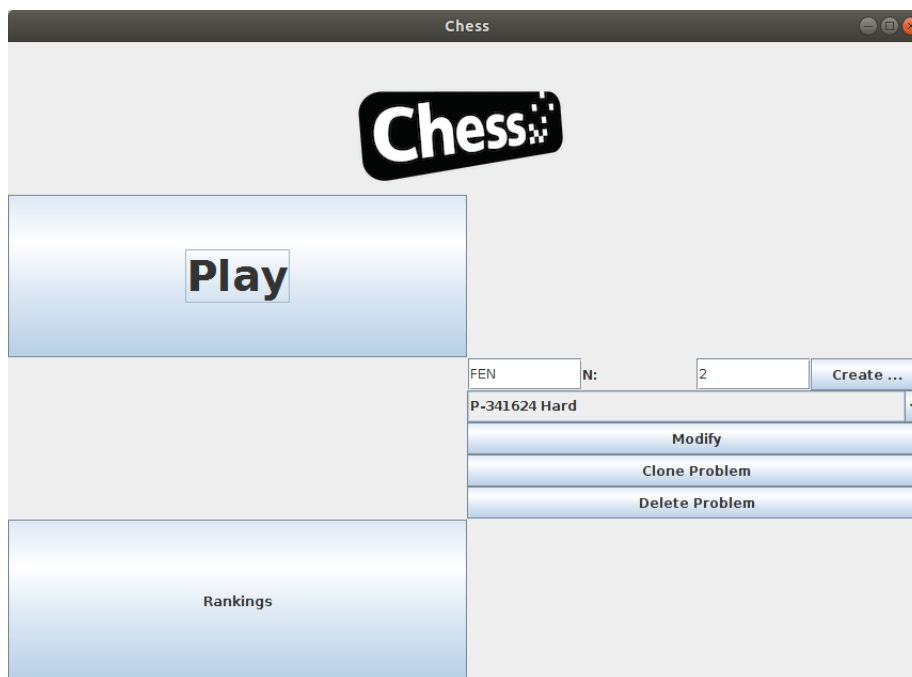 Chess
Chess
Play
FEN N: 2 Create ...
P-341624 Hard
Modify
Clone Problem
Delete Problem
Rankings